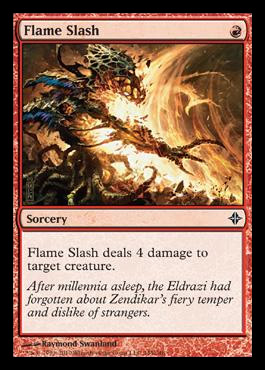 Flame Slash
Sorcery
Flame Slash deals 4 damage to
target creature.
After millennia asleep, the Eldrazi had
forgotten about Zendikar's fiery temper
and dislike of strangers.
Raymond Swanland